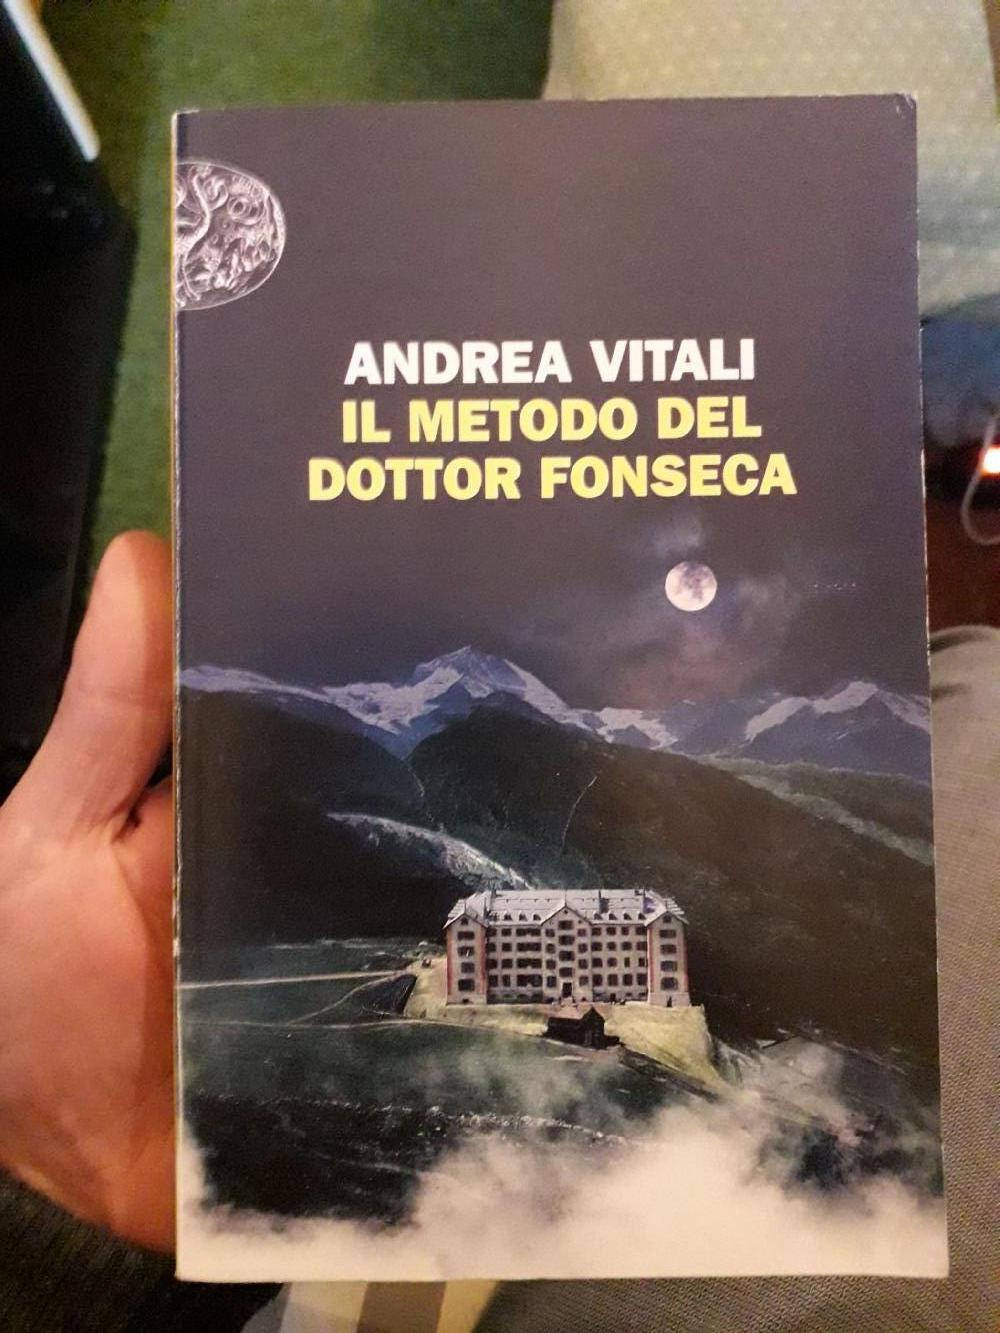 ANDREA VITALI
IL METODO DEL
DOTTOR FONSECA